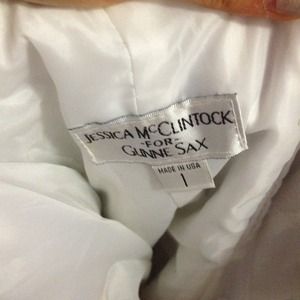 JESSICA MCCLINTOCK
-FOR-
GUNNE SAX
MADE IN USA
1